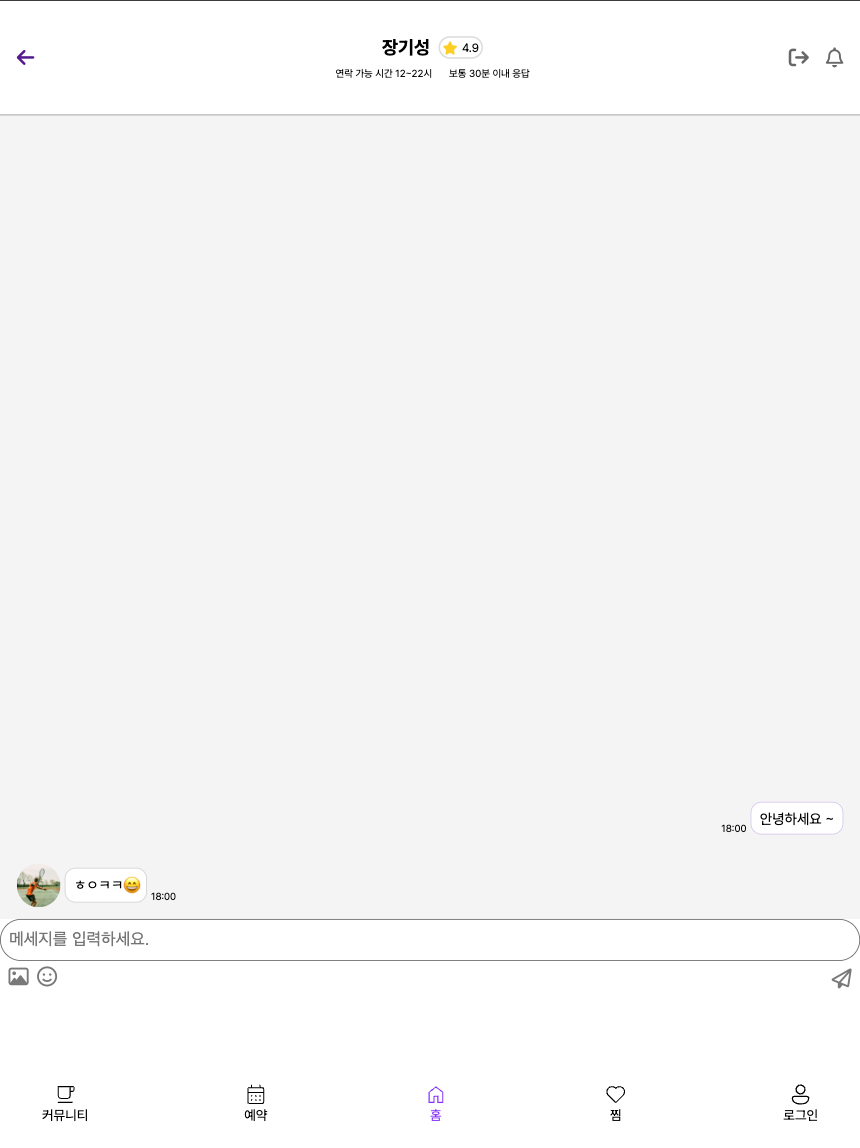 장기성 4.9
연락 가능 시간 12~22시 보통 30분 이내 응답
18:00 안녕하세요 ~
ㅎㅇㅋㅋ😄 18:00
메세지를 입력하세요.
커뮤니티 예약 홈 찜 로그인